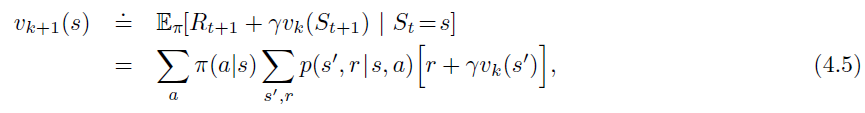 v_{k+1}(s) ≐ 𝔼_π[R_{t+1} + γv_k(S_{t+1}) | S_t = s]
= ∑_a π(a|s) ∑_{s′,r} p(s′, r|s, a)[r + γv_k(s′)], (4.5)